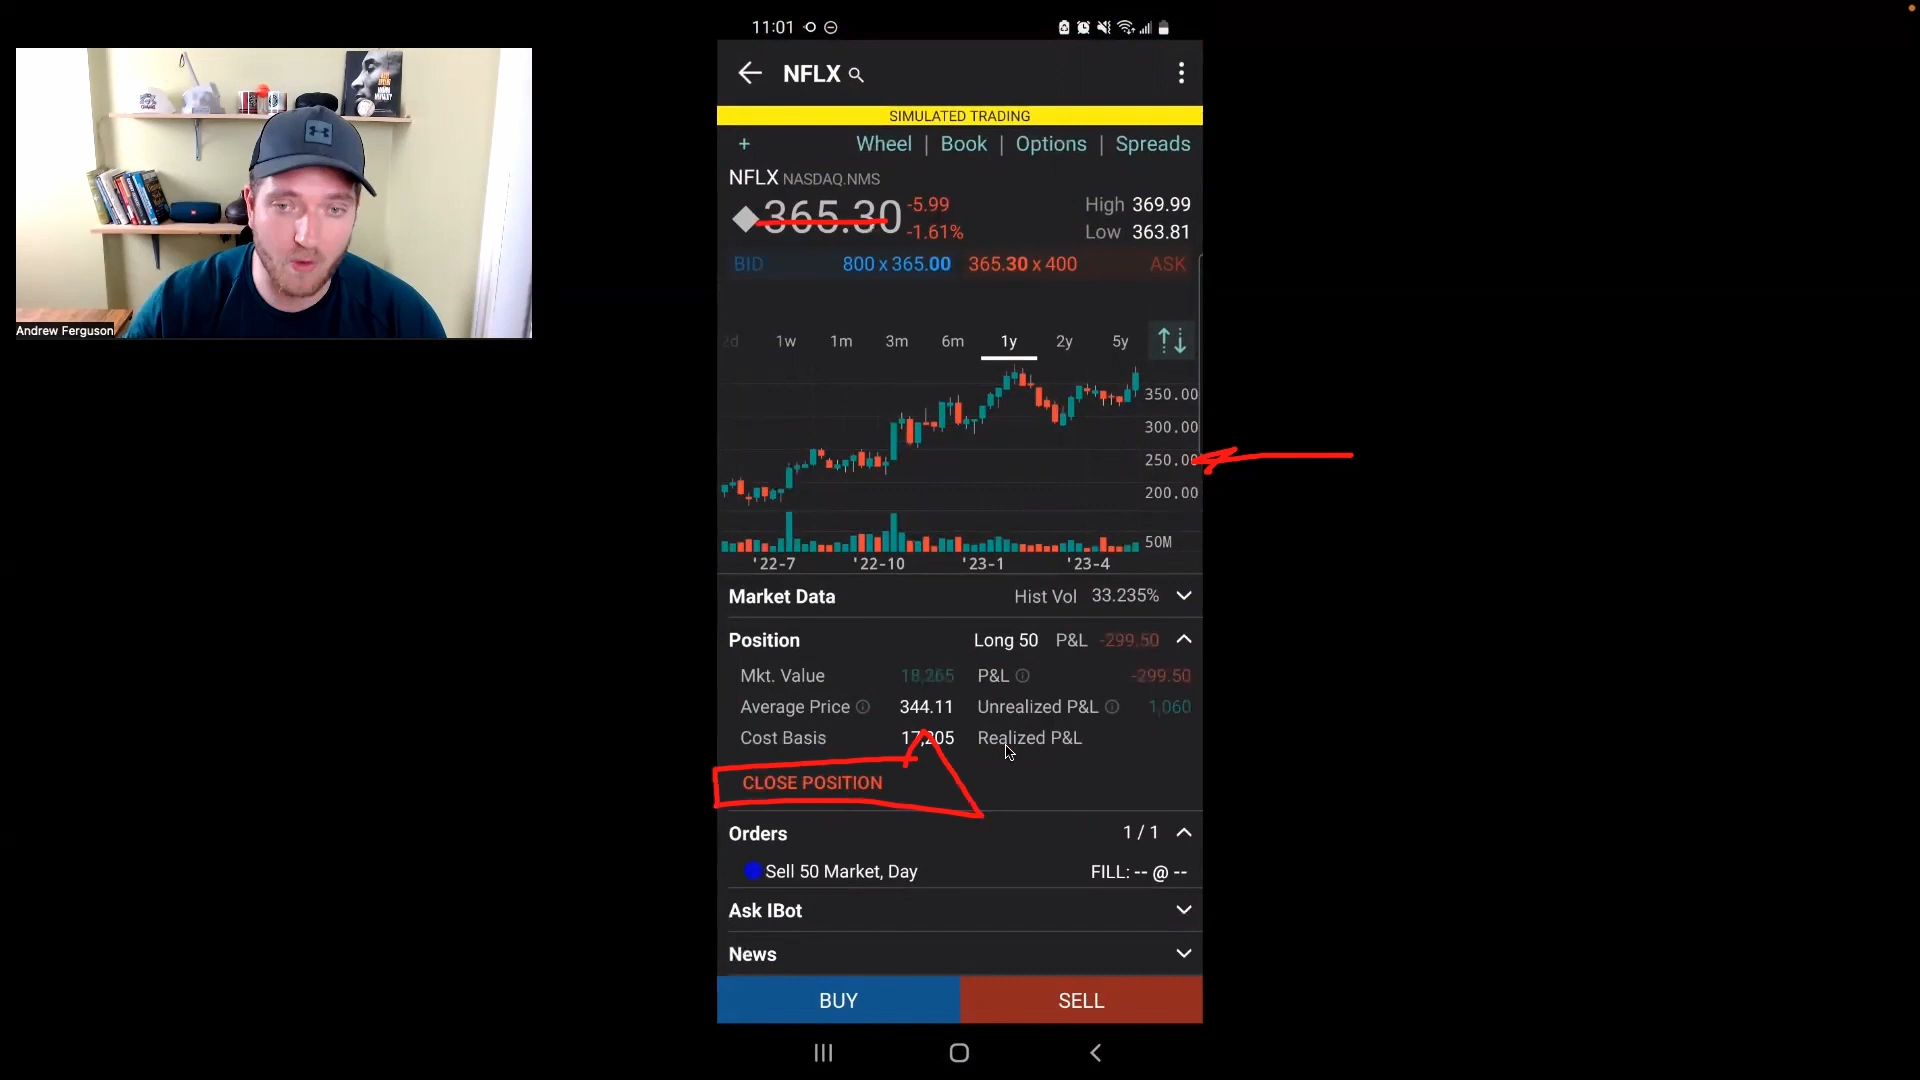 11:01
NFLX
SIMULATED TRADING
+ Wheel | Book | Options | Spreads
NFLX NASDAQ.NMS
365.30 -5.99 High 369.99
-1.61% Low 363.81
BID 800 x 365.00 365.30 x 400 ASK
2d 1w 1m 3m 6m 1y 2y 5y
350.00
300.00
250.00
200.00
50M
'22-7 '22-10 '23-1 '23-4
Market Data Hist Vol 33.235%
Position Long 50 P&L -299.50
Mkt. Value 18,265 P&L -299.50
Average Price 344.11 Unrealized P&L 1,060
Cost Basis 17,205 Realized P&L
CLOSE POSITION
Orders 1 / 1
Sell 50 Market, Day FILL: -- @ --
Ask IBot
News
BUY SELL
Andrew Ferguson